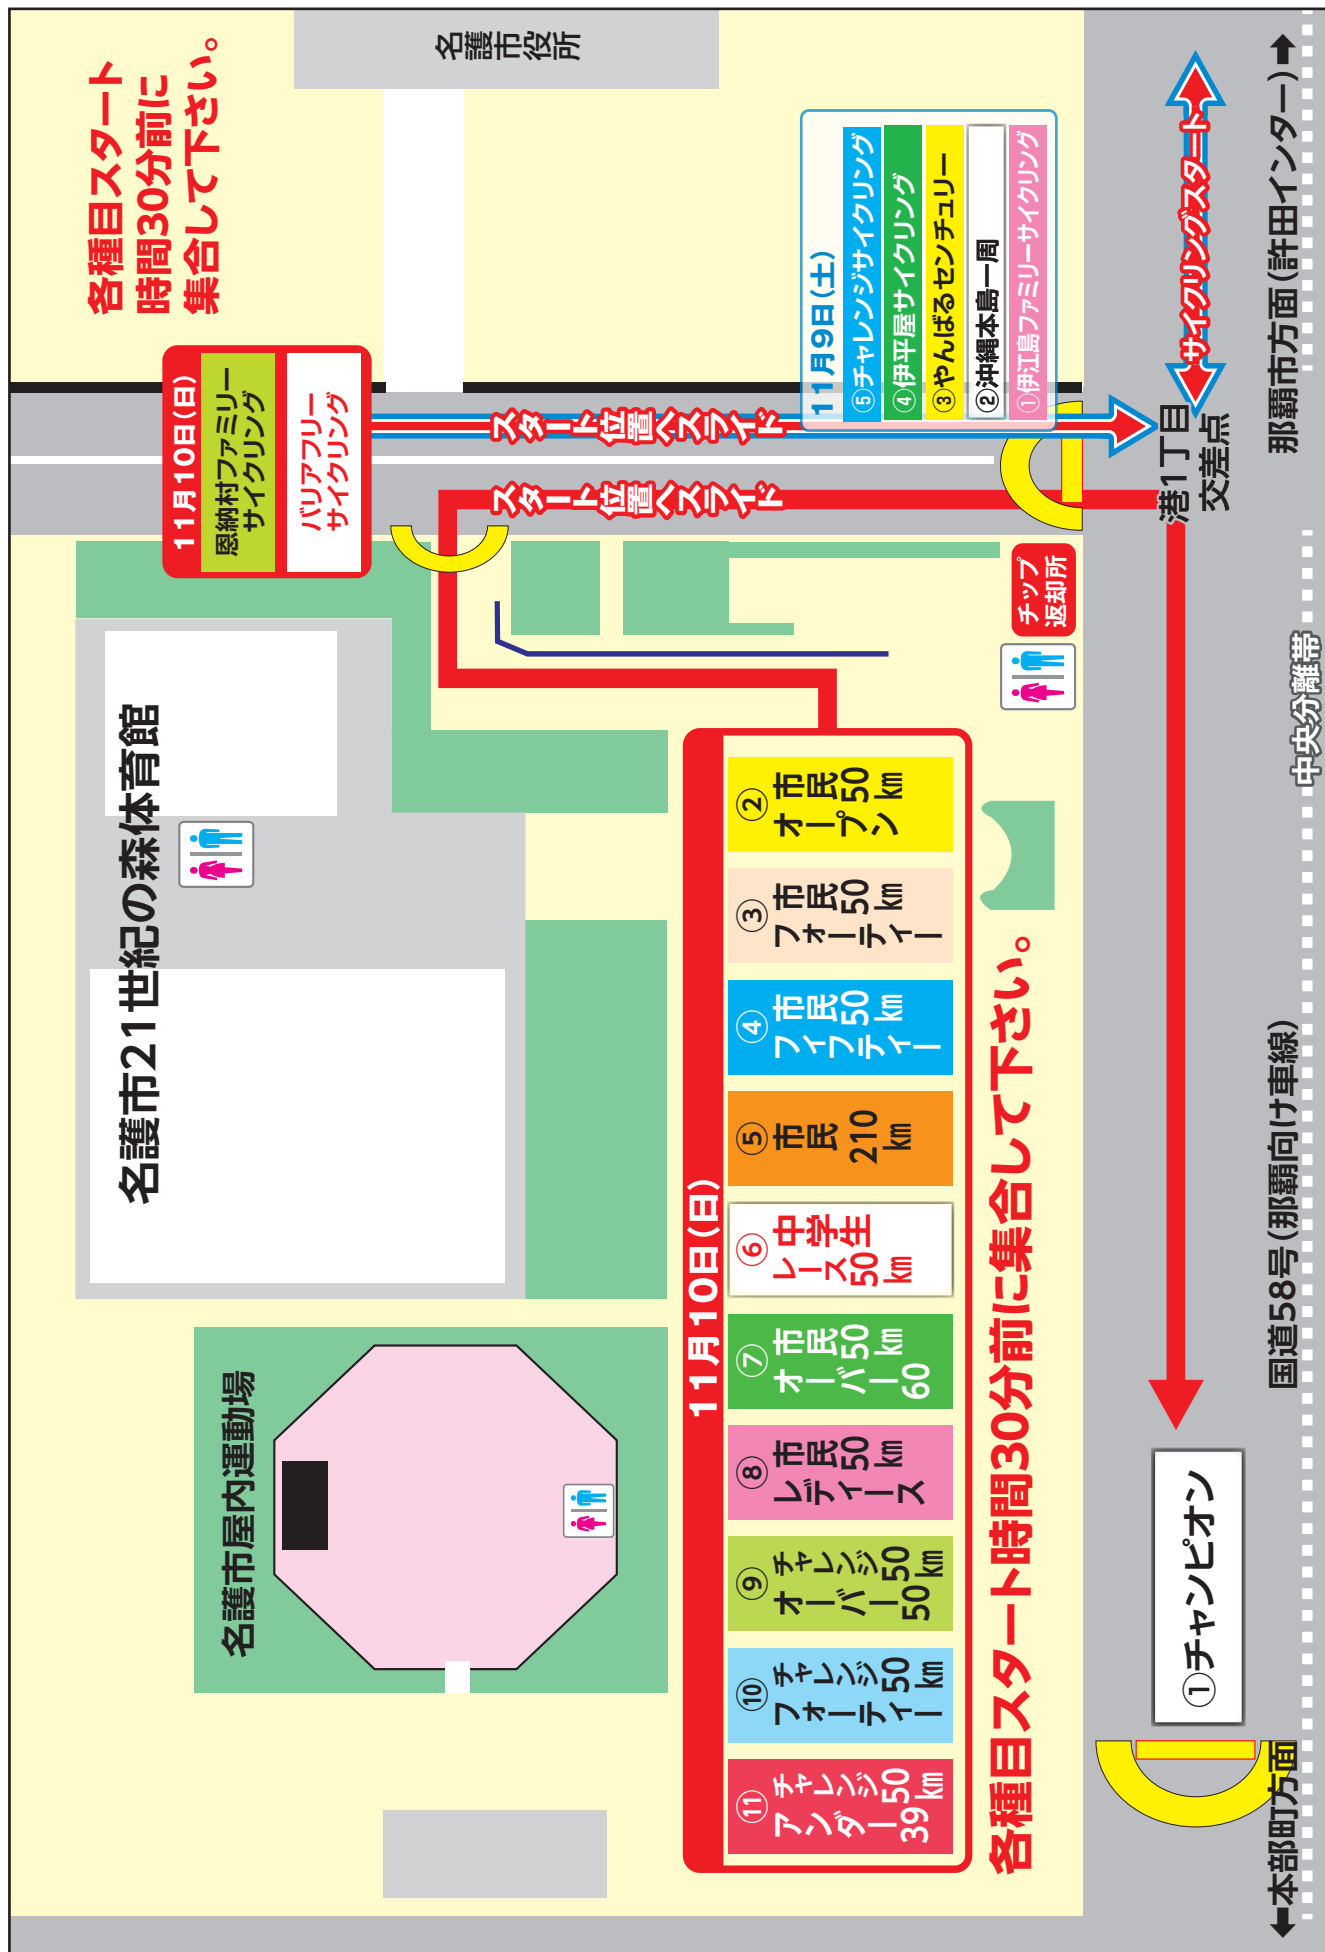 ←本部町方面
国道58号(那覇向け車線)
中央分離帯
那覇市方面(許田インター)→
名護市役所
各種目スタート
時間30分前に
集合して下さい。
11月10日(日)
恩納村ファミリー
サイクリング
バリアフリー
サイクリング
スタート位置へスライド
スタート位置へスライド
11月9日(土)
⑤チャレンジサイクリング
④伊平屋サイクリング
③やんばるセンチュリー
②沖縄本島一周
①伊江島ファミリーサイクリング
サイクリングスタート
港1丁目
交差点
チップ
返却所
名護市21世紀の森体育館
名護市屋内運動場
11月10日(日)
⑪
チャレンジ50km
アンダー39
⑩
チャレンジ50km
フォーティー
⑨
チャレンジ50km
オーバー50
⑧
市民50km
レディース
⑦
市民50km
オーバー60
⑥
中学生
レース50km
⑤
市民
210km
④
市民50km
フィフティー
③
市民50km
フォーティー
②
市民50km
オープン
各種目スタート時間30分前に集合して下さい。
①チャンピオン